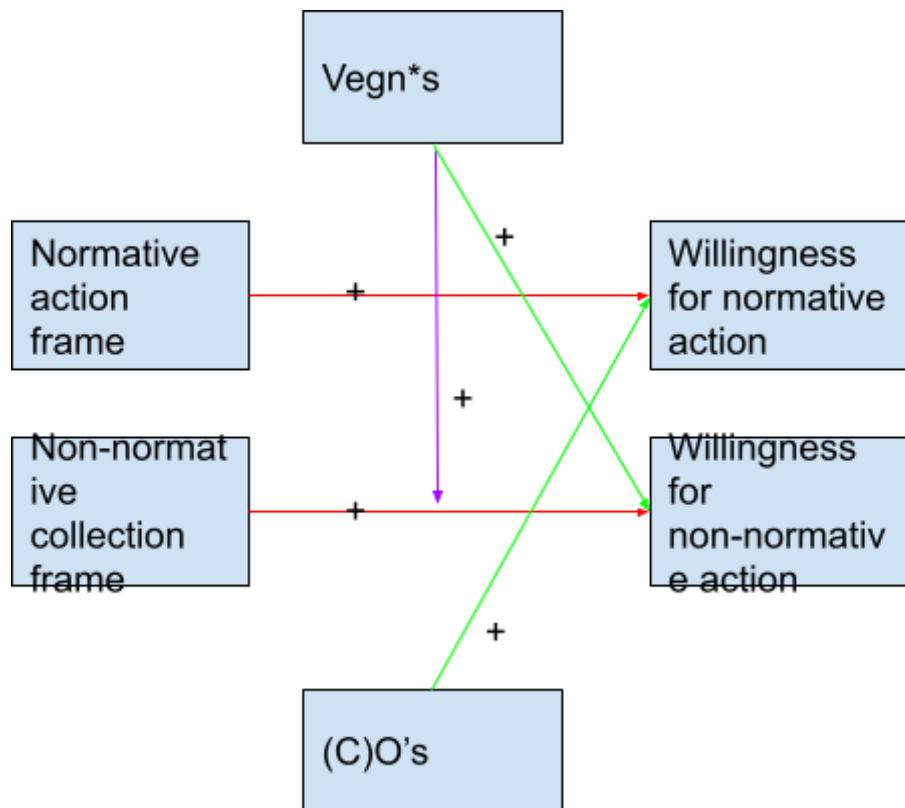 Vegn*s
Normative
action
frame
+
+
Willingness
for normative
action
+
Non-normat
ive
collection
frame
+
Willingness
for
non-normativ
e action
+
(C)O’s